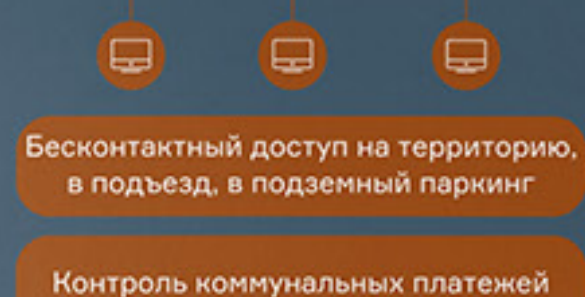 Бесконтактный доступ на территорию,
в подъезд, в подземный паркинг
Контроль коммунальных платежей